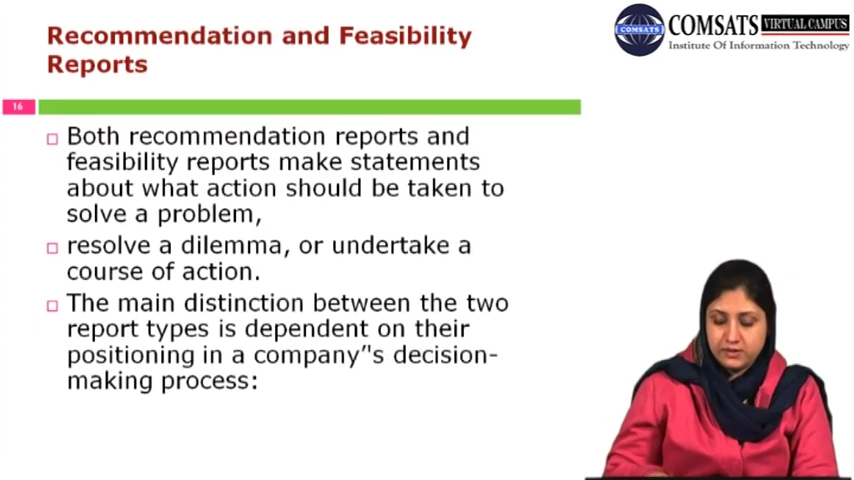 Recommendation and Feasibility
Reports
COMSATS VIRTUAL CAMPUS
Institute Of Information Technology
COMSATS
16
Both recommendation reports and
feasibility reports make statements
about what action should be taken to
solve a problem,
resolve a dilemma, or undertake a
course of action.
The main distinction between the two
report types is dependent on their
positioning in a company"s decision-
making process: